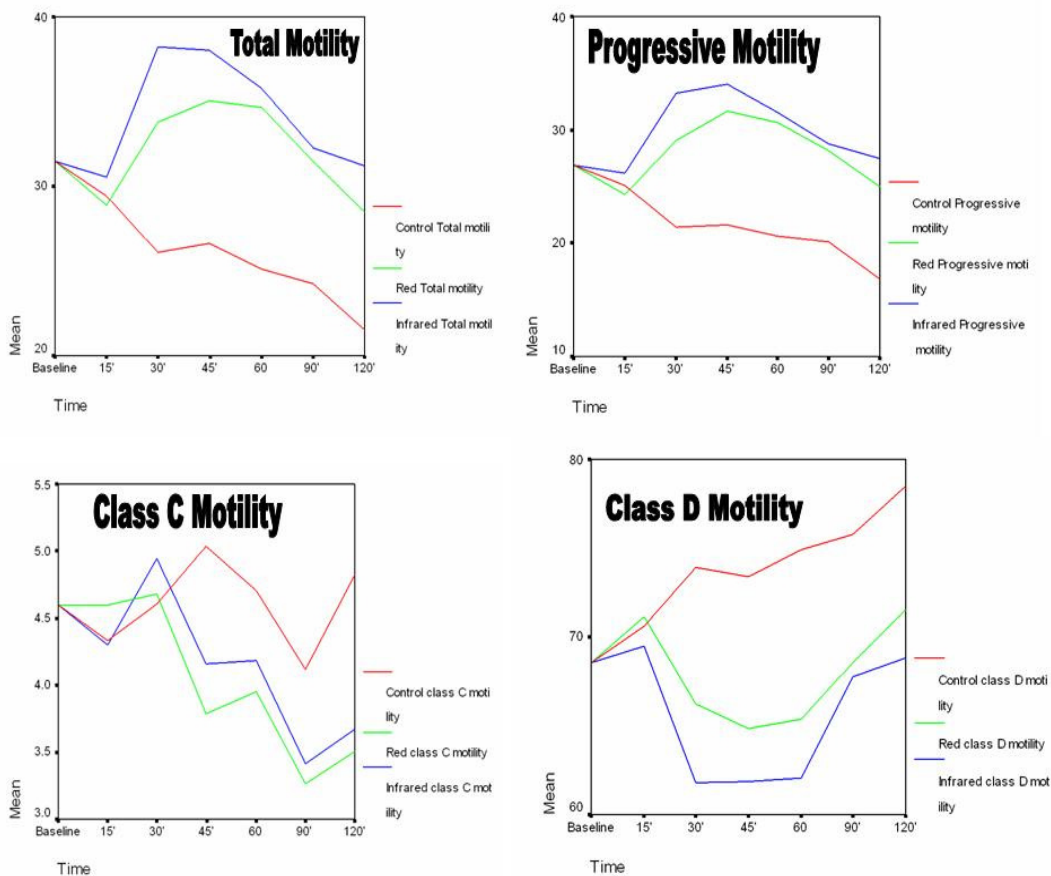 Total Motility
40
30
20
Mean
Baseline 15' 30' 45' 60 90' 120'
Time
Control Total motili
ty
Red Total motility
Infrared Total motil
ity
Progressive Motility
40
30
20
10
Mean
Baseline 15' 30' 45' 60 90' 120'
Time
Control Progressive
motility
Red Progressive moti
lity
Infrared Progressive
motility
Class C Motility
5.5
5.0
4.5
4.0
3.5
3.0
Mean
Baseline 15' 30' 45' 60 90' 120'
Time
Control class C moti
lity
Red class C motility
Infrared class C mot
ility
Class D Motility
80
70
60
Mean
Baseline 15' 30' 45' 60 90' 120'
Time
Control class D moti
lity
Red class D motility
Infrared class D mot
ility